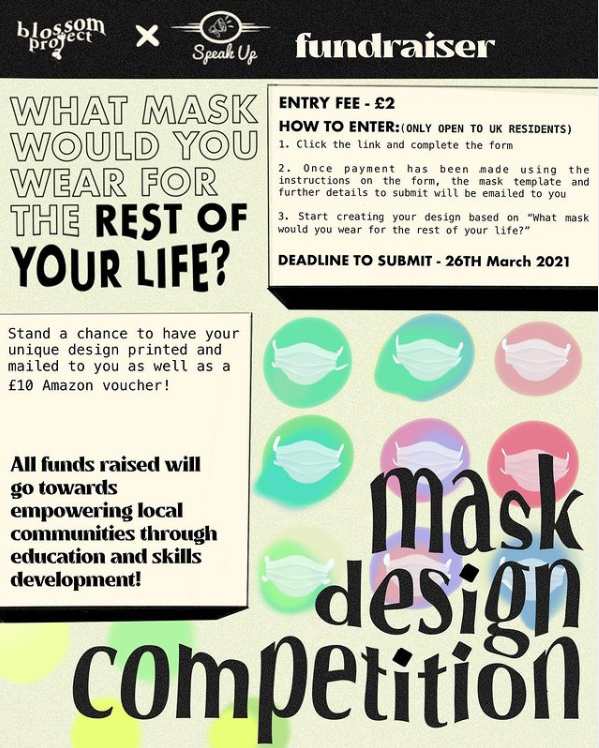 blossom project X Speak Up fundraiser
WHAT MASK
WOULD YOU
WEAR FOR
THE REST OF
YOUR LIFE?
ENTRY FEE - £2
HOW TO ENTER:(ONLY OPEN TO UK RESIDENTS)
1. Click the link and complete the form
2. Once payment has been made using the
instructions on the form, the mask template and
further details to submit will be emailed to you
3. Start creating your design based on "What mask
would you wear for the rest of your life?"
DEADLINE TO SUBMIT - 26TH March 2021
Stand a chance to have your
unique design printed and
mailed to you as well as a
£10 Amazon voucher!
All funds raised will
go towards
empowering local
communities through
education and skills
development!
mask
design
competition